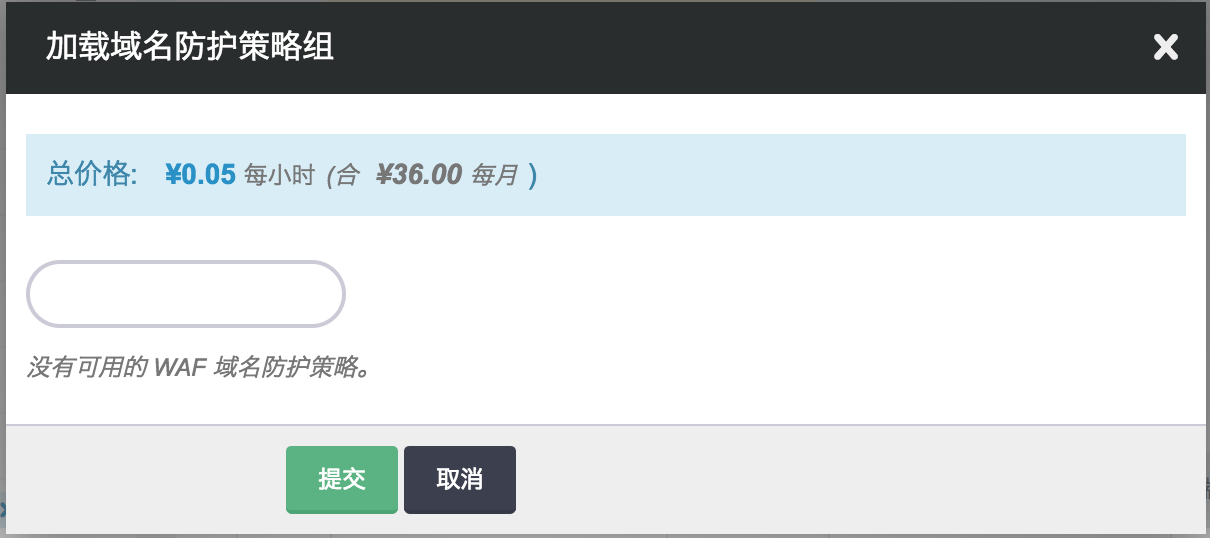 加载域名防护策略组
总价格: ¥0.05 每小时 (合 ¥36.00 每月 )
没有可用的 WAF 域名防护策略。
提交 取消